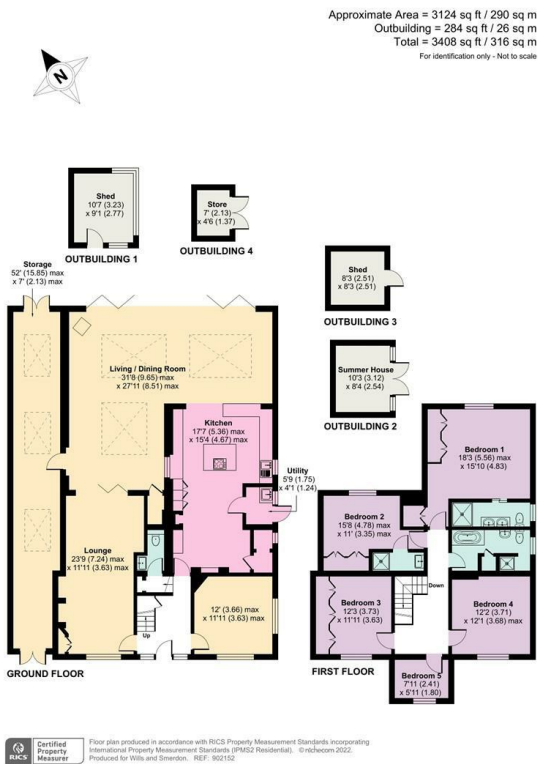 Approximate Area = 3124 sq ft / 290 sq m
Outbuilding = 284 sq ft / 26 sq m
Total = 3408 sq ft / 316 sq m
For identification only - Not to scale
N
Shed
10'7 (3.23)
x 9'1 (2.77)
OUTBUILDING 1
Store
7' (2.13)
x 4'6 (1.37)
OUTBUILDING 4
Storage
52' (15.85) max
x 7' (2.13) max
Shed
8'3 (2.51)
x 8'3 (2.51)
OUTBUILDING 3
Summer House
10'3 (3.12)
x 8'4 (2.54)
OUTBUILDING 2
Living / Dining Room
31'8 (9.65) max
x 27'11 (8.51) max
Kitchen
17'7 (5.36) max
x 15'4 (4.67) max
Utility
5'9 (1.75)
x 4'1 (1.24)
Lounge
23'9 (7.24) max
x 11'11 (3.63) max
12' (3.66) max
x 11'11 (3.63) max
Up
GROUND FLOOR
Bedroom 1
18'3 (5.56) max
x 15'10 (4.83)
Bedroom 2
15'8 (4.78) max
x 11' (3.35) max
Bedroom 3
12'3 (3.73)
x 11'11 (3.63)
Down
Bedroom 4
12'2 (3.71)
x 12'1 (3.68) max
Bedroom 5
7'11 (2.41)
x 5'11 (1.80)
FIRST FLOOR
RICS
Certified
Property
Measurer
Floor plan produced in accordance with RICS Property Measurement Standards incorporating
International Property Measurement Standards (IPMS2 Residential). © nichecom 2022.
Produced for Wills and Smerdon. REF: 902152